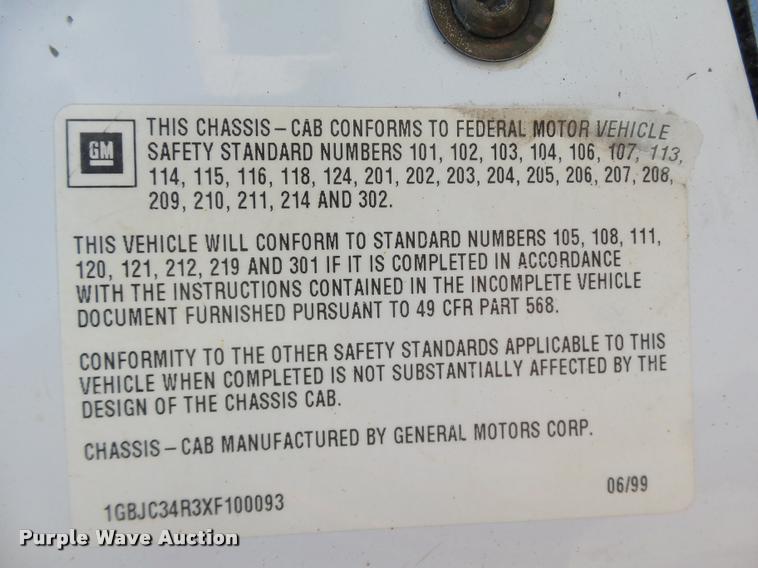 GM
THIS CHASSIS – CAB CONFORMS TO FEDERAL MOTOR VEHICLE
SAFETY STANDARD NUMBERS 101, 102, 103, 104, 106, 107, 113,
114, 115, 116, 118, 124, 201, 202, 203, 204, 205, 206, 207, 208,
209, 210, 211, 214 AND 302.
THIS VEHICLE WILL CONFORM TO STANDARD NUMBERS 105, 108, 111,
120, 121, 212, 219 AND 301 IF IT IS COMPLETED IN ACCORDANCE
WITH THE INSTRUCTIONS CONTAINED IN THE INCOMPLETE VEHICLE
DOCUMENT FURNISHED PURSUANT TO 49 CFR PART 568.
CONFORMITY TO THE OTHER SAFETY STANDARDS APPLICABLE TO THIS
VEHICLE WHEN COMPLETED IS NOT SUBSTANTIALLY AFFECTED BY THE
DESIGN OF THE CHASSIS CAB.
CHASSIS – CAB MANUFACTURED BY GENERAL MOTORS CORP.
1GBJC34R3XF100093 06/99
Purple Wave Auction